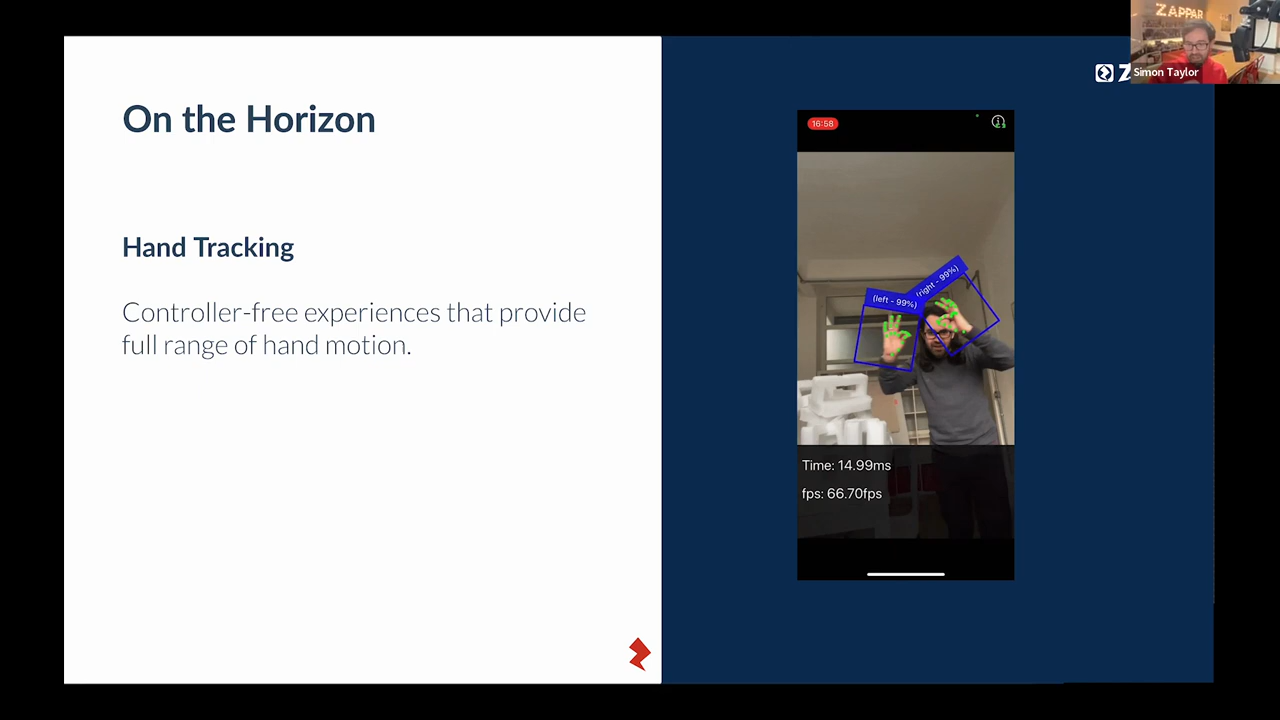 ZAPPAR
Simon Taylor
On the Horizon
16:58
Hand Tracking
(left - 99%)
(right - 99%)
Controller-free experiences that provide
full range of hand motion.
Time: 14.99ms
fps: 66.70fps